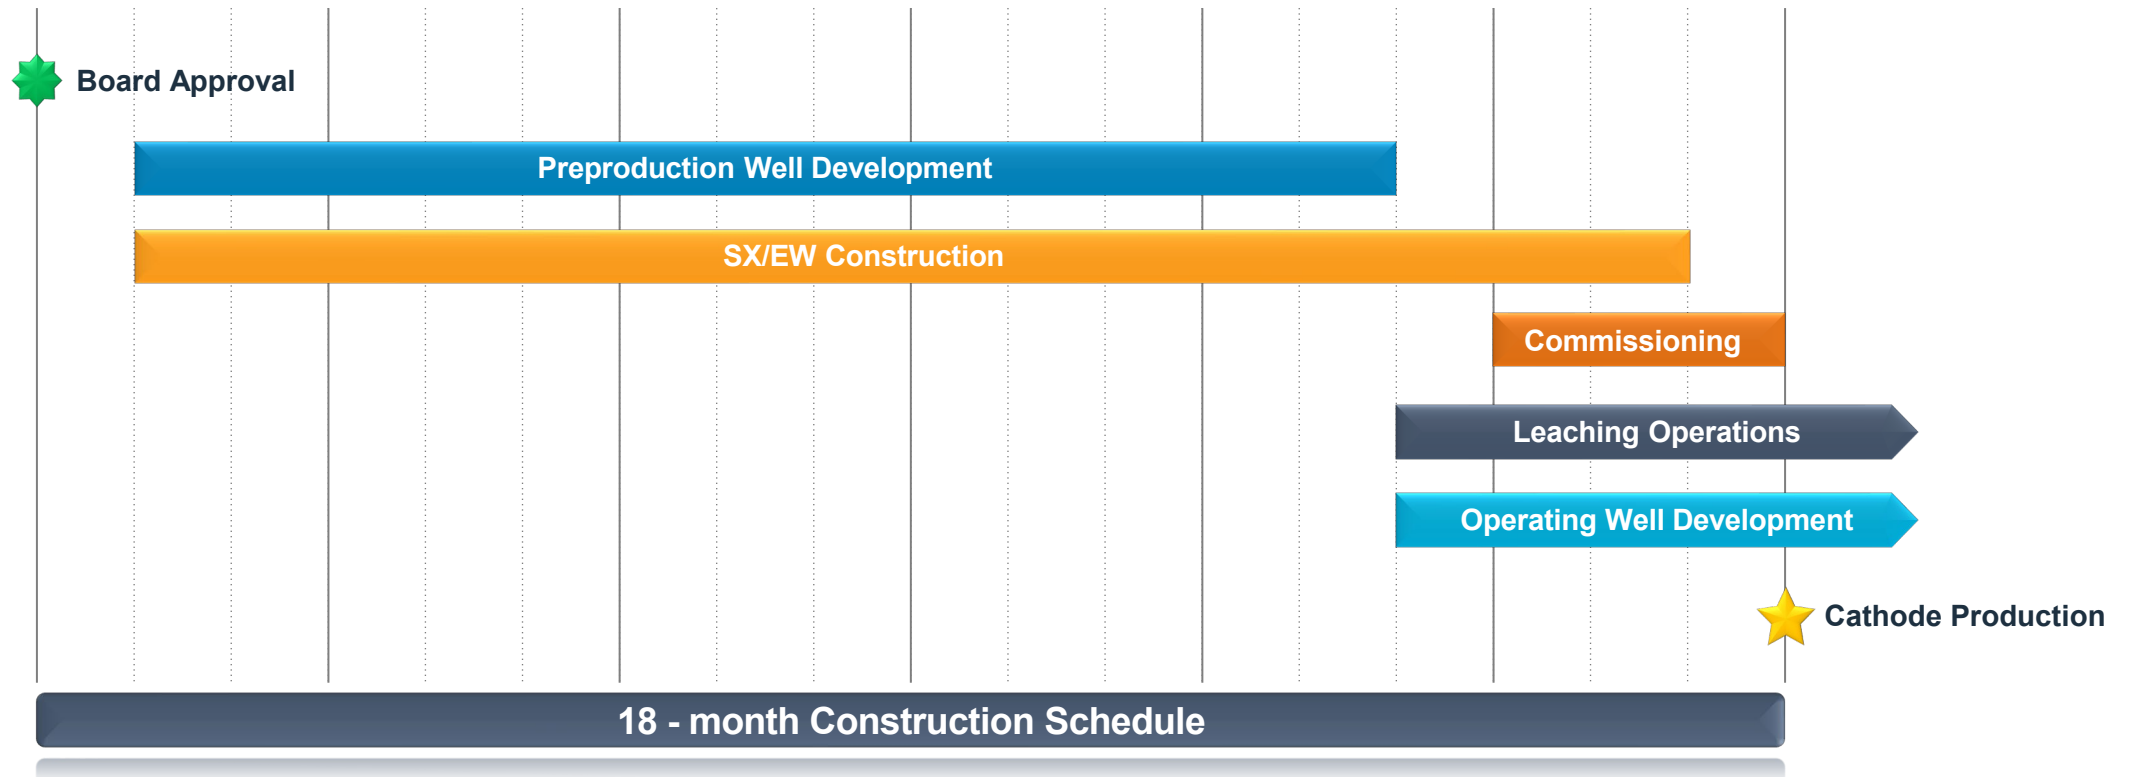 Board Approval
Preproduction Well Development
SX/EW Construction
Commissioning
Leaching Operations
Operating Well Development
Cathode Production
18 - month Construction Schedule